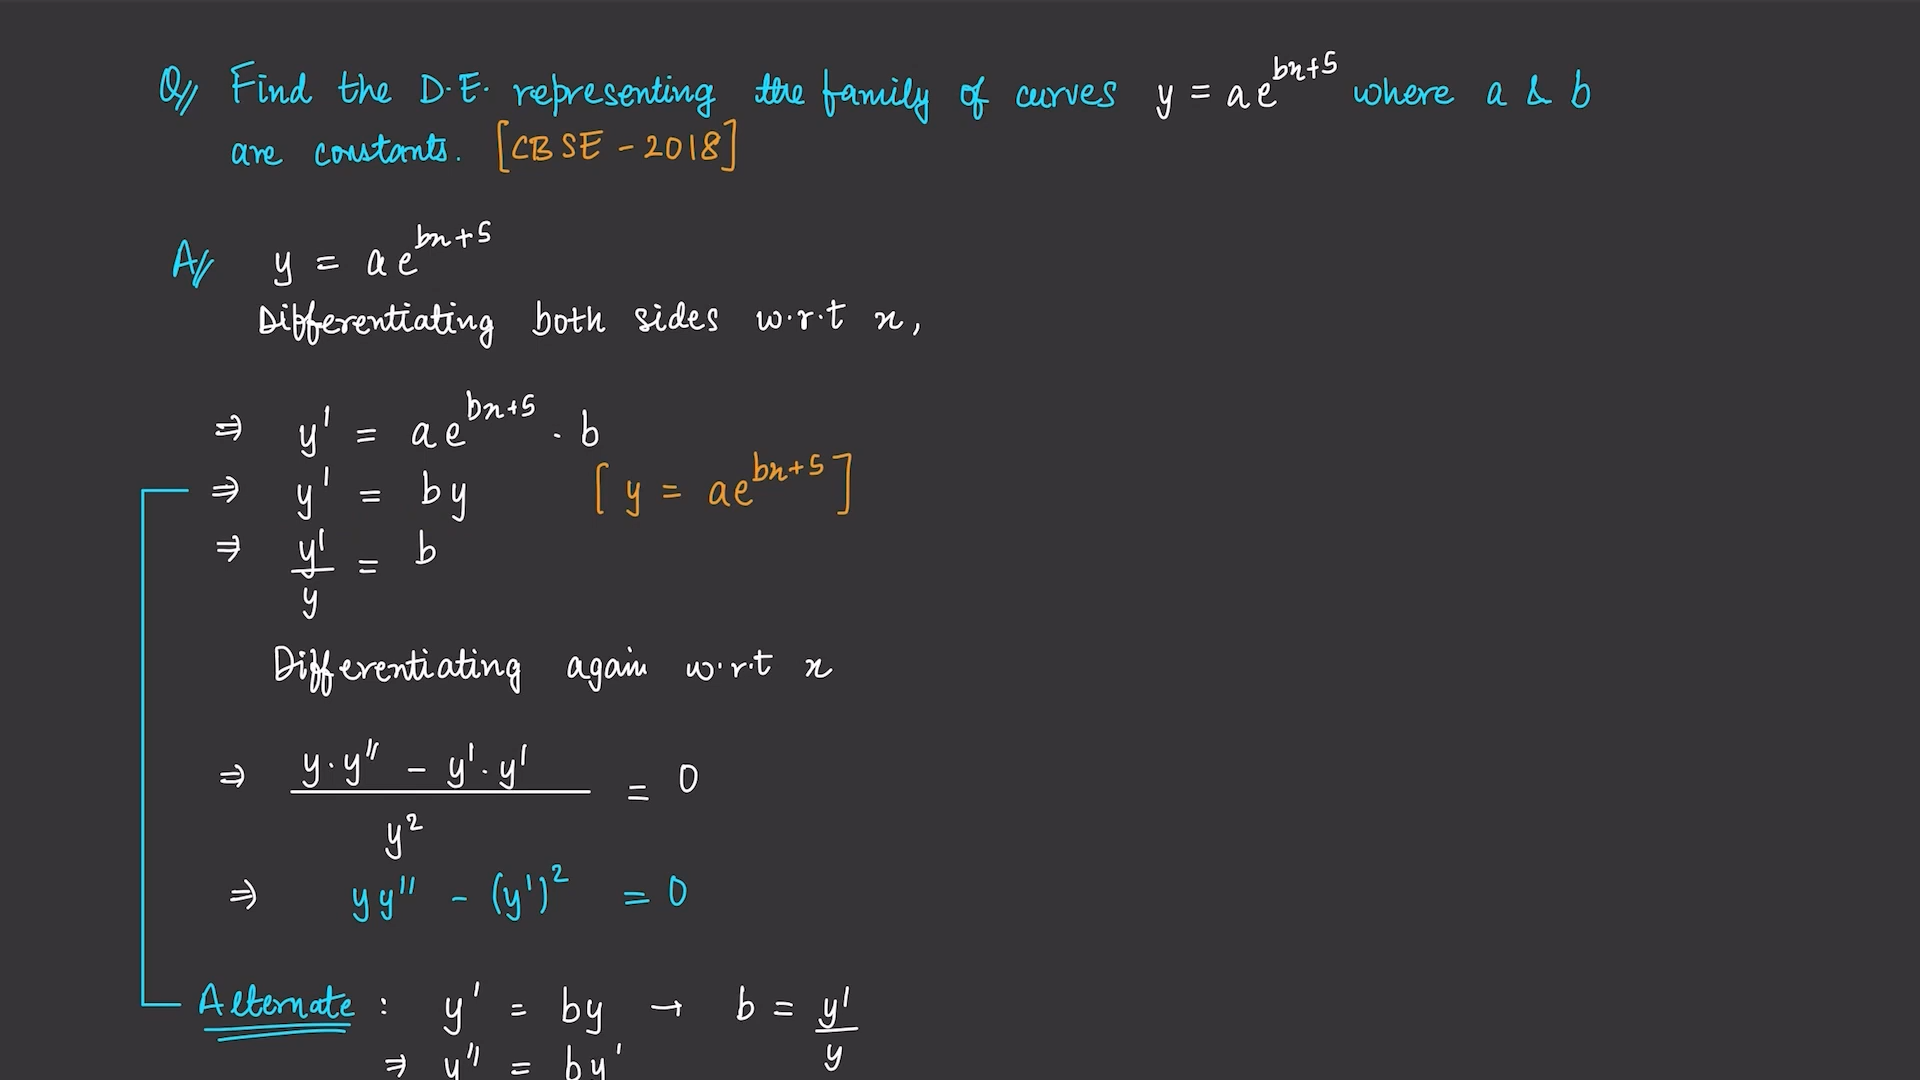 Q// Find the D.E. representing the family of curves y = ae^{bx+5} where a & b
are constants. [CBSE - 2018]
A// y = ae^{bx+5}
Differentiating both sides w.r.t x,
⇒ y' = ae^{bx+5} . b
⇒ y' = by [y = ae^{bx+5}]
⇒ y'/y = b
Differentiating again w.r.t x
⇒ (y·y'' - y'·y')/y² = 0
⇒ yy'' - (y')² = 0
Alternate : y' = by → b = y'/y
⇒ y'' = by'